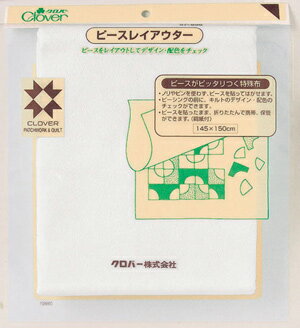 クロバー
Clover
ピースレイアウター
ピースをレイアウトしてデザイン・配色をチェック
CLOVER
PATCHWORK & QUILT
ピースがピッタリつく特殊布
・ノリやピンを使わず、ピースを貼ってはがせます。
・ピーシングの前に、キルトのデザイン・配色の
チェックができます。
・ピースを貼ったまま、折りたたんで携帯、保管
ができます。
145×150cm
クロバー株式会社